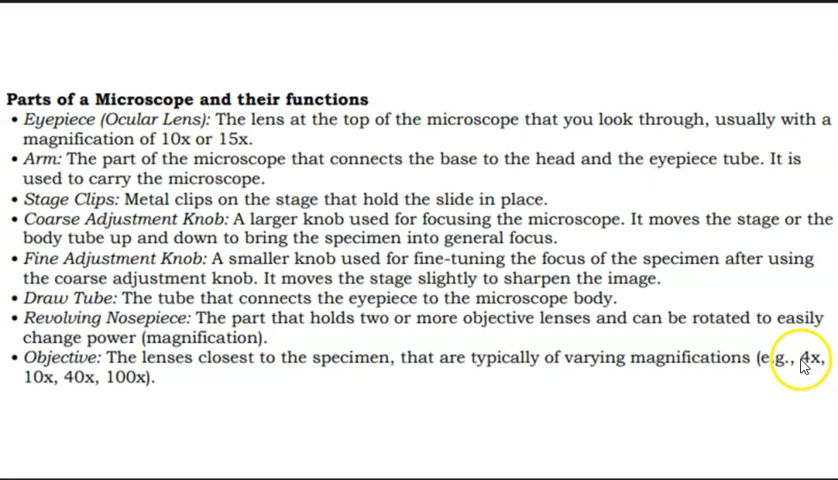 Parts of a Microscope and their functions
• Eyepiece (Ocular Lens): The lens at the top of the microscope that you look through, usually with a
magnification of 10x or 15x.
• Arm: The part of the microscope that connects the base to the head and the eyepiece tube. It is
used to carry the microscope.
• Stage Clips: Metal clips on the stage that hold the slide in place.
• Coarse Adjustment Knob: A larger knob used for focusing the microscope. It moves the stage or the
body tube up and down to bring the specimen into general focus.
• Fine Adjustment Knob: A smaller knob used for fine-tuning the focus of the specimen after using
the coarse adjustment knob. It moves the stage slightly to sharpen the image.
• Draw Tube: The tube that connects the eyepiece to the microscope body.
• Revolving Nosepiece: The part that holds two or more objective lenses and can be rotated to easily
change power (magnification).
• Objective: The lenses closest to the specimen, that are typically of varying magnifications (e.g., 4x,
10x, 40x, 100x).